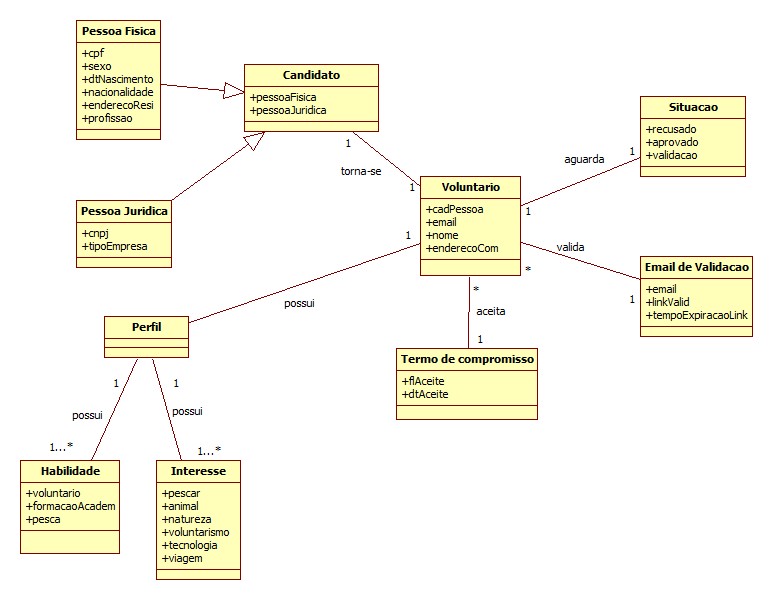 Pessoa Fisica
+cpf
+sexo
+dtNascimento
+nacionalidade
+enderecoResi
+profissao
Candidato
+pessoaFisica
+pessoaJuridica
Situacao
+recusado
+aprovado
+validacao
1
torna-se
1
aguarda
1
1
Voluntario
+cadPessoa
+email
+nome
+enderecoCom
Pessoa Juridica
+cnpj
+tipoEmpresa
1
*
valida
1
Email de Validacao
+email
+linkValid
+tempoExpiracaoLink
possui
*
aceita
1
Perfil
Termo de compromisso
+flAceite
+dtAceite
1
possui
1...*
1
possui
1...*
Habilidade
+voluntario
+formacaoAcadem
+pesca
Interesse
+pescar
+animal
+natureza
+voluntarismo
+tecnologia
+viagem